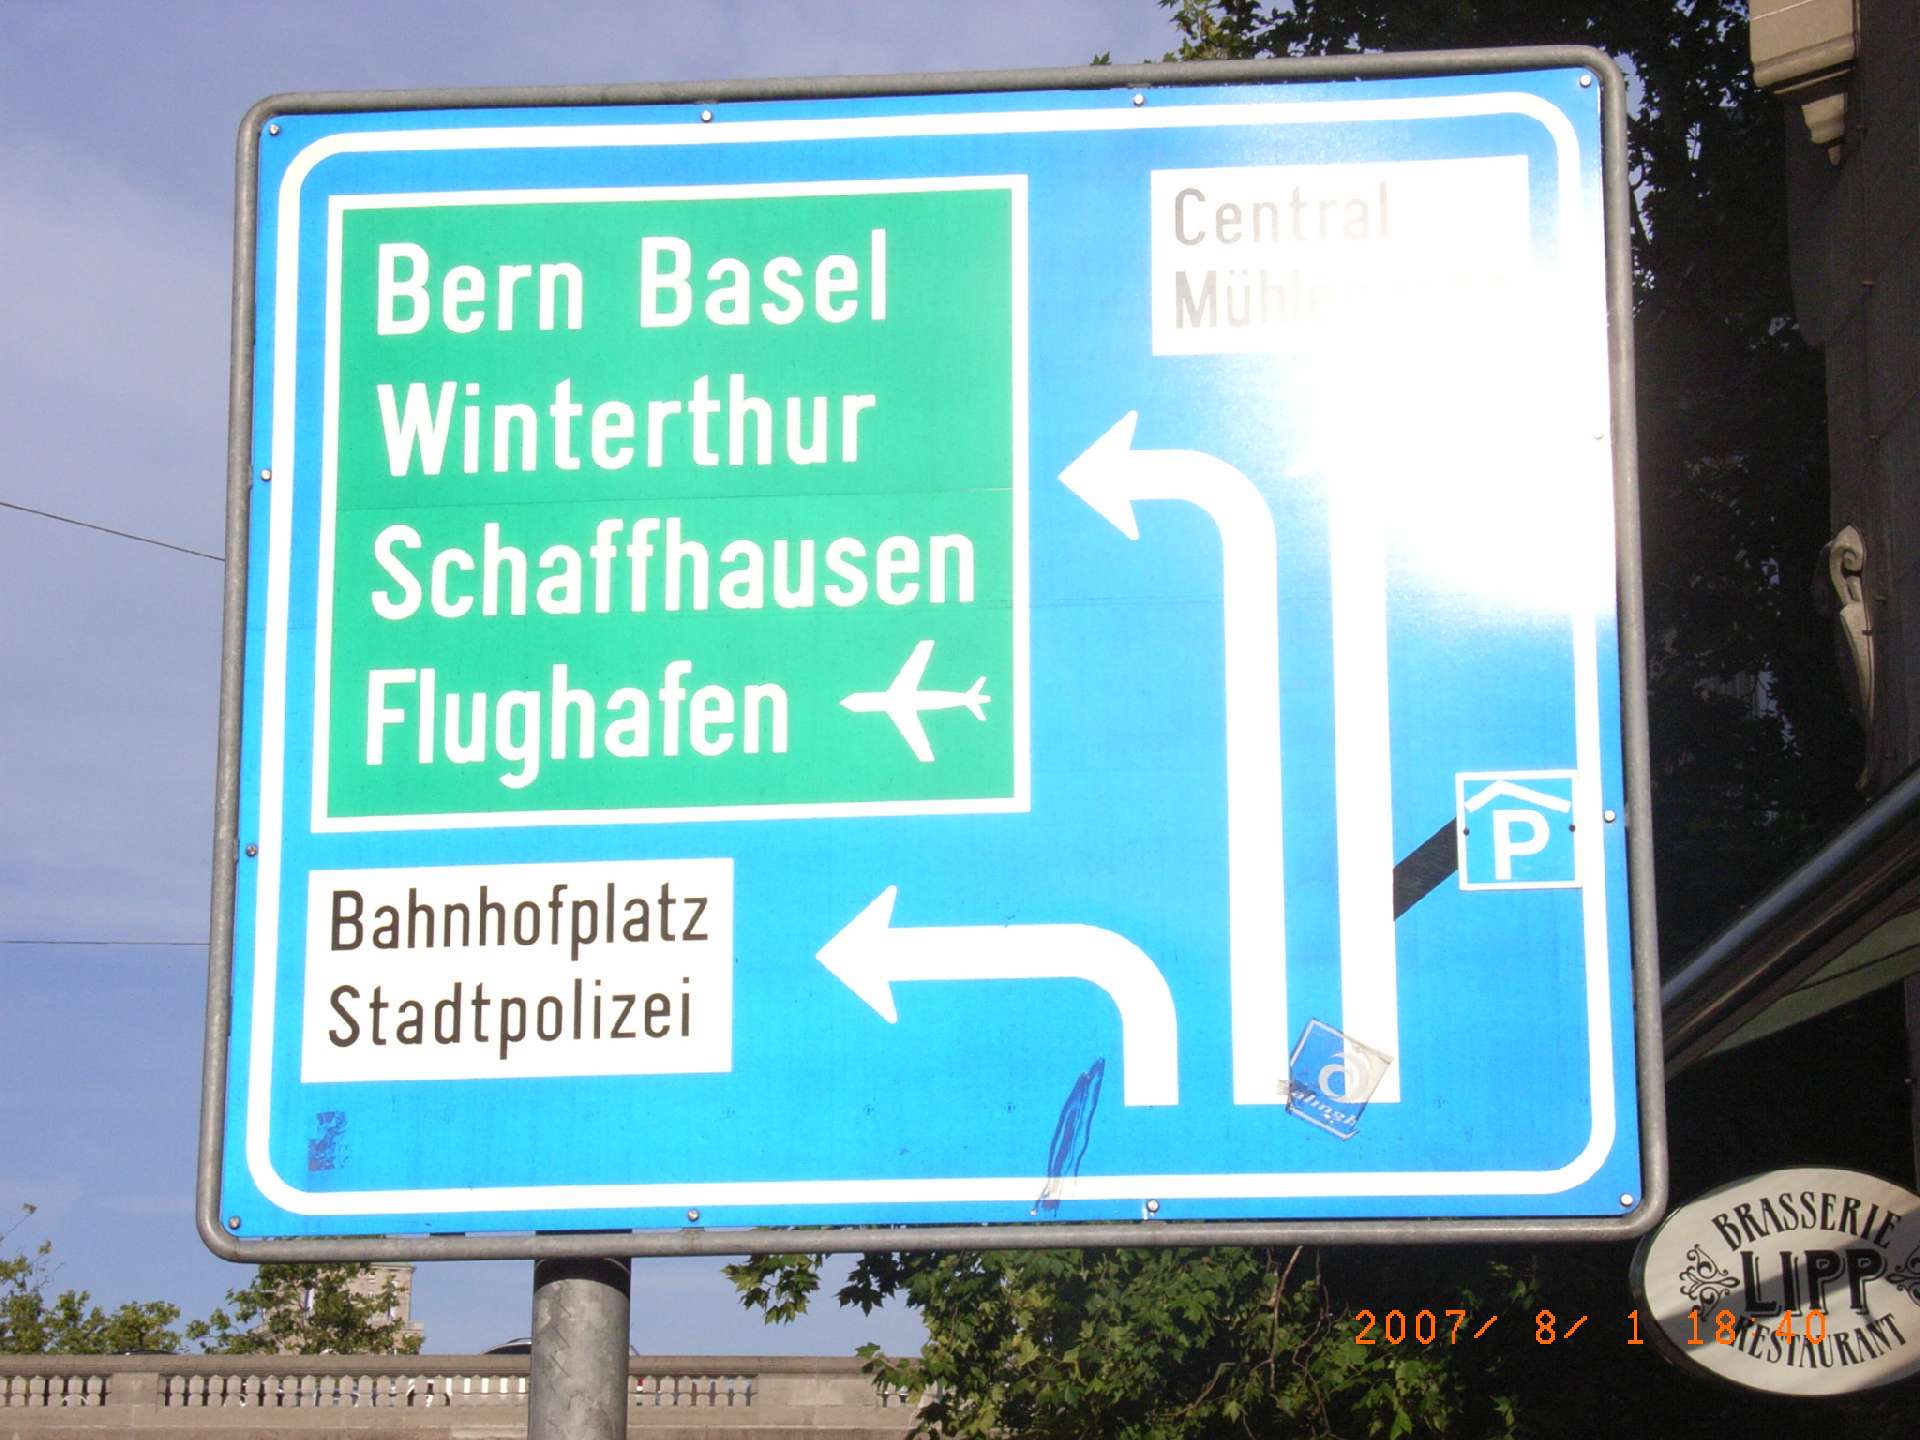 Bern Basel
Winterthur
Schaffhausen
Flughafen
Central
P
Bahnhofplatz
Stadtpolizei
BRASSERIE
LIPP
RESTAURANT
2007/ 8/ 1 18:40